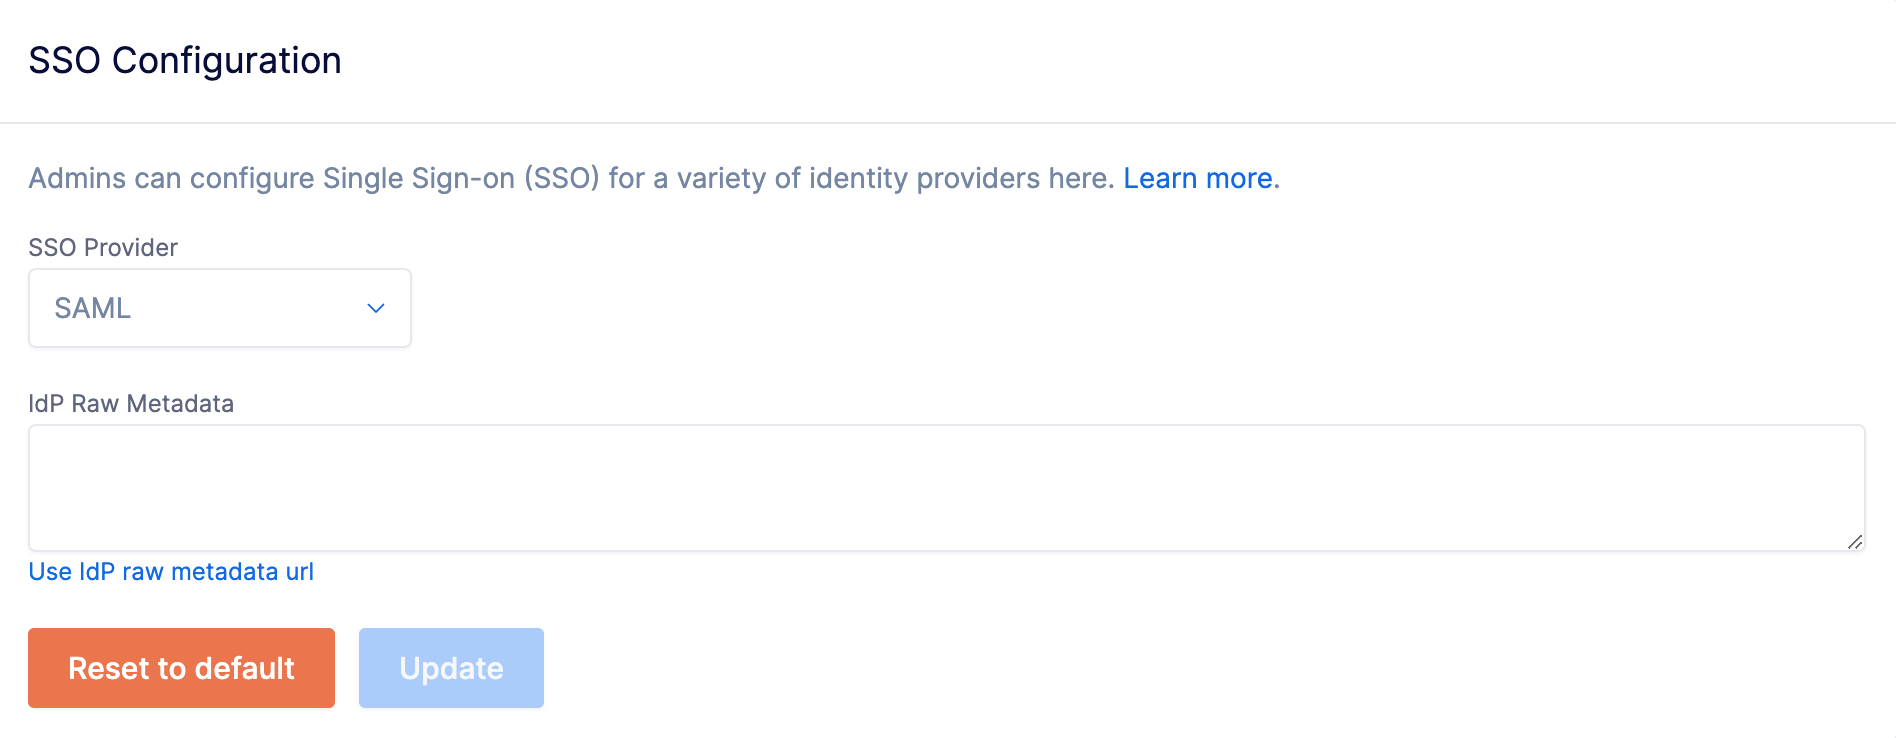 SSO Configuration
Admins can configure Single Sign-on (SSO) for a variety of identity providers here. Learn more.
SSO Provider
SAML
IdP Raw Metadata
Use IdP raw metadata url
Reset to default
Update